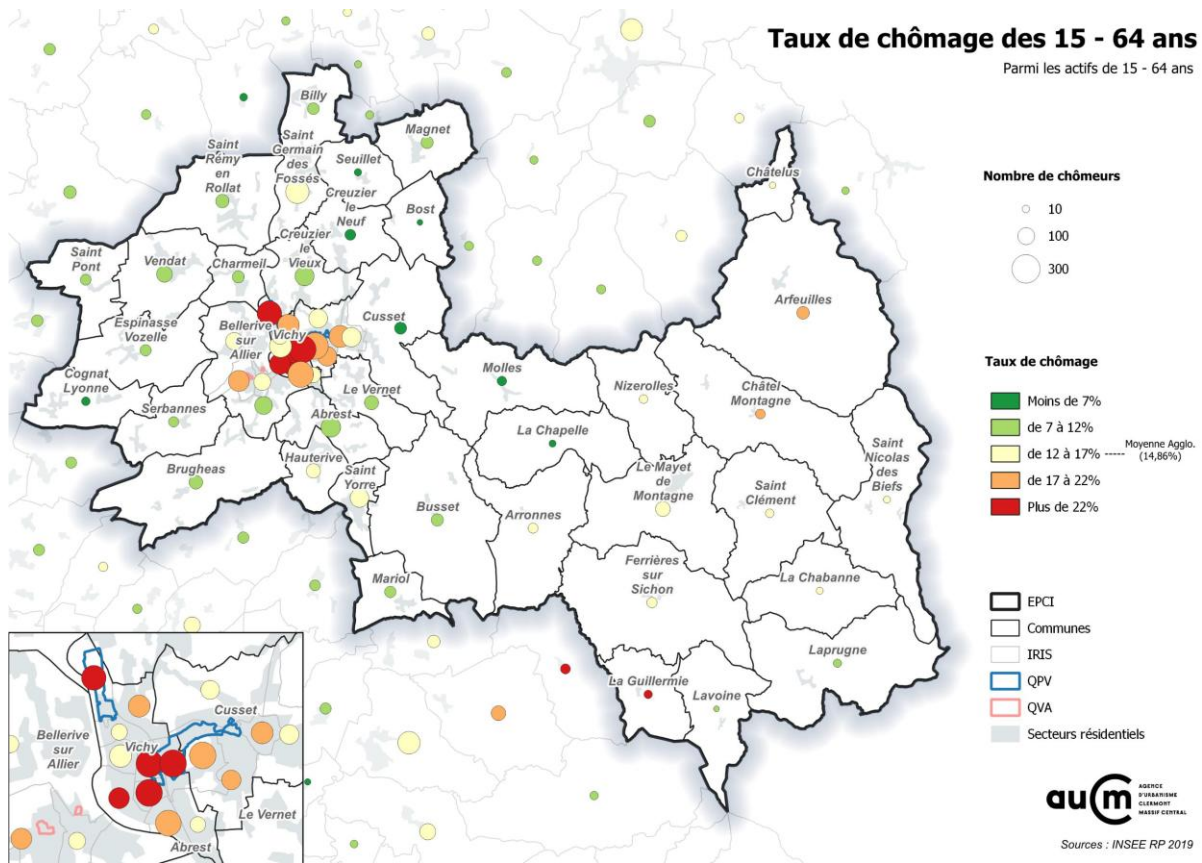 Taux de chômage des 15 - 64 ans
Parmi les actifs de 15 - 64 ans
Billy
Magnet
Saint
Rémy
en
Rollat
Saint
Germain
des
Fossés
Seuillet
Creuzier
le
Neuf
Bost
Châtelus
Saint
Pont
Vendat
Charmeil
Creuzier
le
Vieux
Arfeuilles
Espinasse
Vozelle
Bellerive
sur
Allier
Vichy
Cusset
Cognat
Lyonne
Serbannes
Le Vernet
Abrest
Molles
Nizerolles
Châtel
Montagne
La Chapelle
Brugheas
Hauterive
Saint
Yorre
Busset
Arronnes
Le Mayet
de
Montagne
Saint
Clément
Saint
Nicolas
des
Biefs
Mariol
Ferrières
sur
Sichon
La Chabanne
Laprugne
La Guillermie
Lavoine
Nombre de chômeurs
10
100
300
Taux de chômage
Moins de 7%
de 7 à 12%
de 12 à 17% ----- Moyenne Agglo.
(14,86%)
de 17 à 22%
Plus de 22%
EPCI
Communes
IRIS
QPV
QVA
Secteurs résidentiels
Cusset
Bellerive
sur
Allier
Vichy
Le Vernet
Abrest
aucm
AGENCE
D'URBANISME
CLERMONT
MASSIF CENTRAL
Sources : INSEE RP 2019